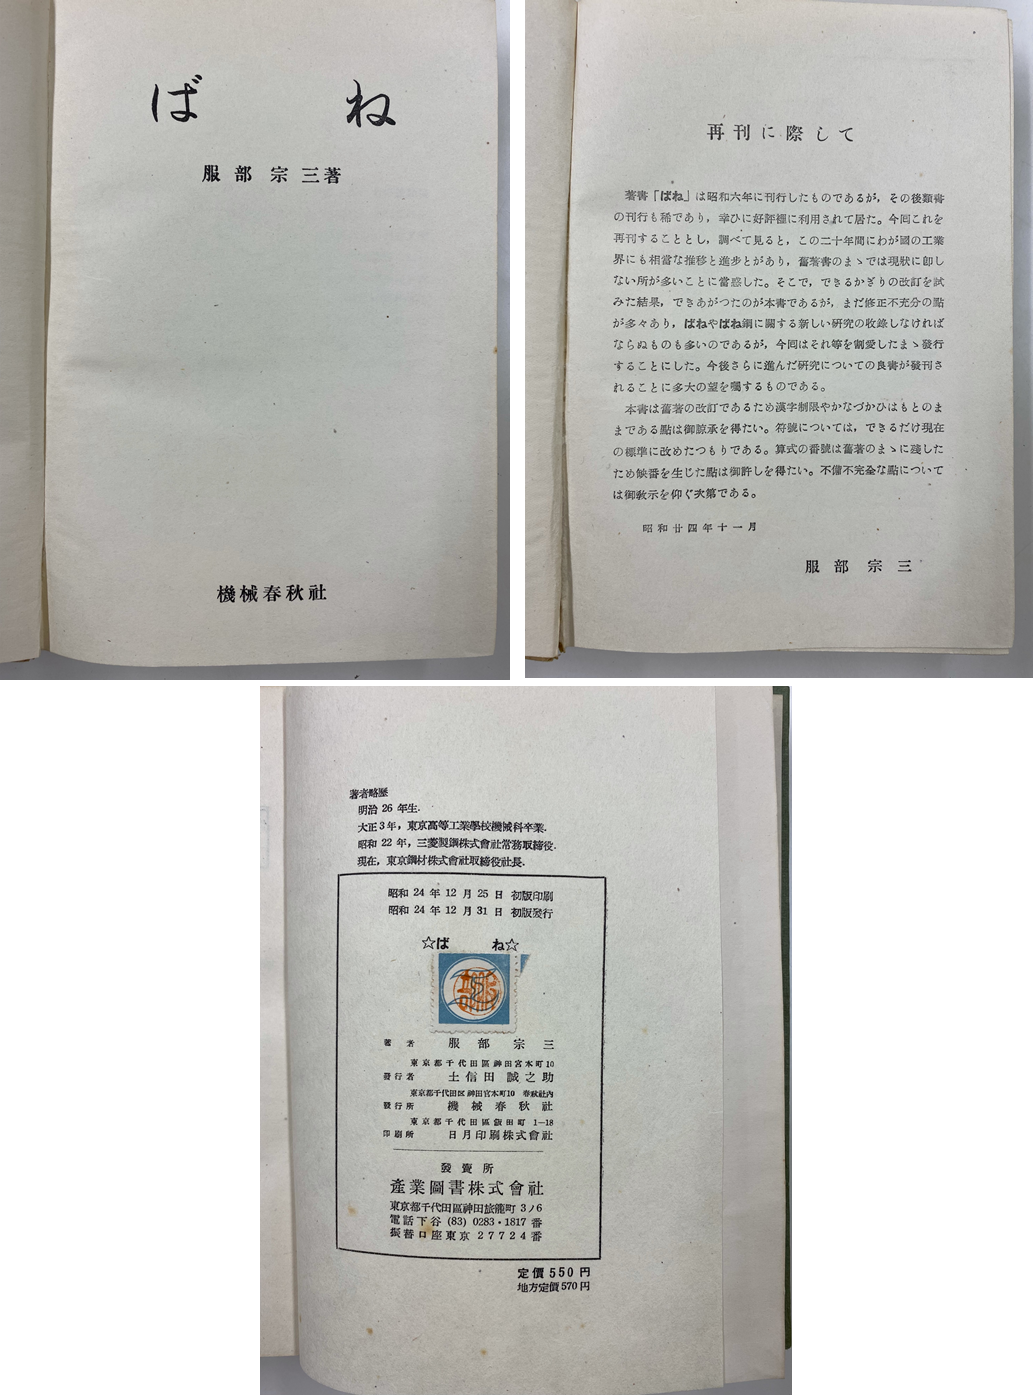 ばね
服部宗三著
機械春秋社
再刊に際して
著書「ばね」は昭和六年に刊行したものであるが，その後類書
の刊行も稀であり，幸ひに好評裡に利用されて居た。今回これを
再刊することとし，調べて見ると，この二十年間にわが國の工業
界にも相當な推移と進步とがあり，舊著書のまゝでは現狀に卽し
ない所が多いことに當惑した。そこで，できるかぎりの改訂を試
みた結果，できあがつたのが本書であるが，まだ修正不充分の點
が多々あり，ばねやばね鋼に關する新しい研究の收錄しなければ
ならぬものも多いのであるが，今回はそれ等を割愛したまゝ發行
することにした。今後さらに進んだ研究についての良書が發刊さ
れることに多大の望を囑するものである。
本書は舊著の改訂であるため漢字制限やかなづかひはもとのま
まである點は御諒承を得たい。符號については，できるだけ現在
の標準に改めたつもりである。算式の番號は舊著のまゝに殘した
ため缺番を生じた點は御許しを得たい。不備不完全な點について
は御敎示を仰ぐ次第である。
昭和廿四年十一月
服部宗三
著者略歷
明治26年生.
大正3年，東京高等工業學校機械科卒業.
昭和22年，三菱製鋼株式會社常務取締役.
現在，東京鋼材株式會社取締役社長.
昭和24年12月25日 初版印刷
昭和24年12月31日 初版発行
☆ばね☆
著者 服部宗三
東京都千代田區神田宮本町10
發行者 土信田誠之助
東京都千代田区神田宮本町10 春秋社內
發行所 機械春秋社
東京都千代田區飯田町 1—18
印刷所 日月印刷株式會社
發賣所
產業圖書株式會社
東京都千代田區神田旅籠町 3ノ6
電話下谷 (83) 0283・1817番
振替口座東京 27724番
定價550円
地方定價570円